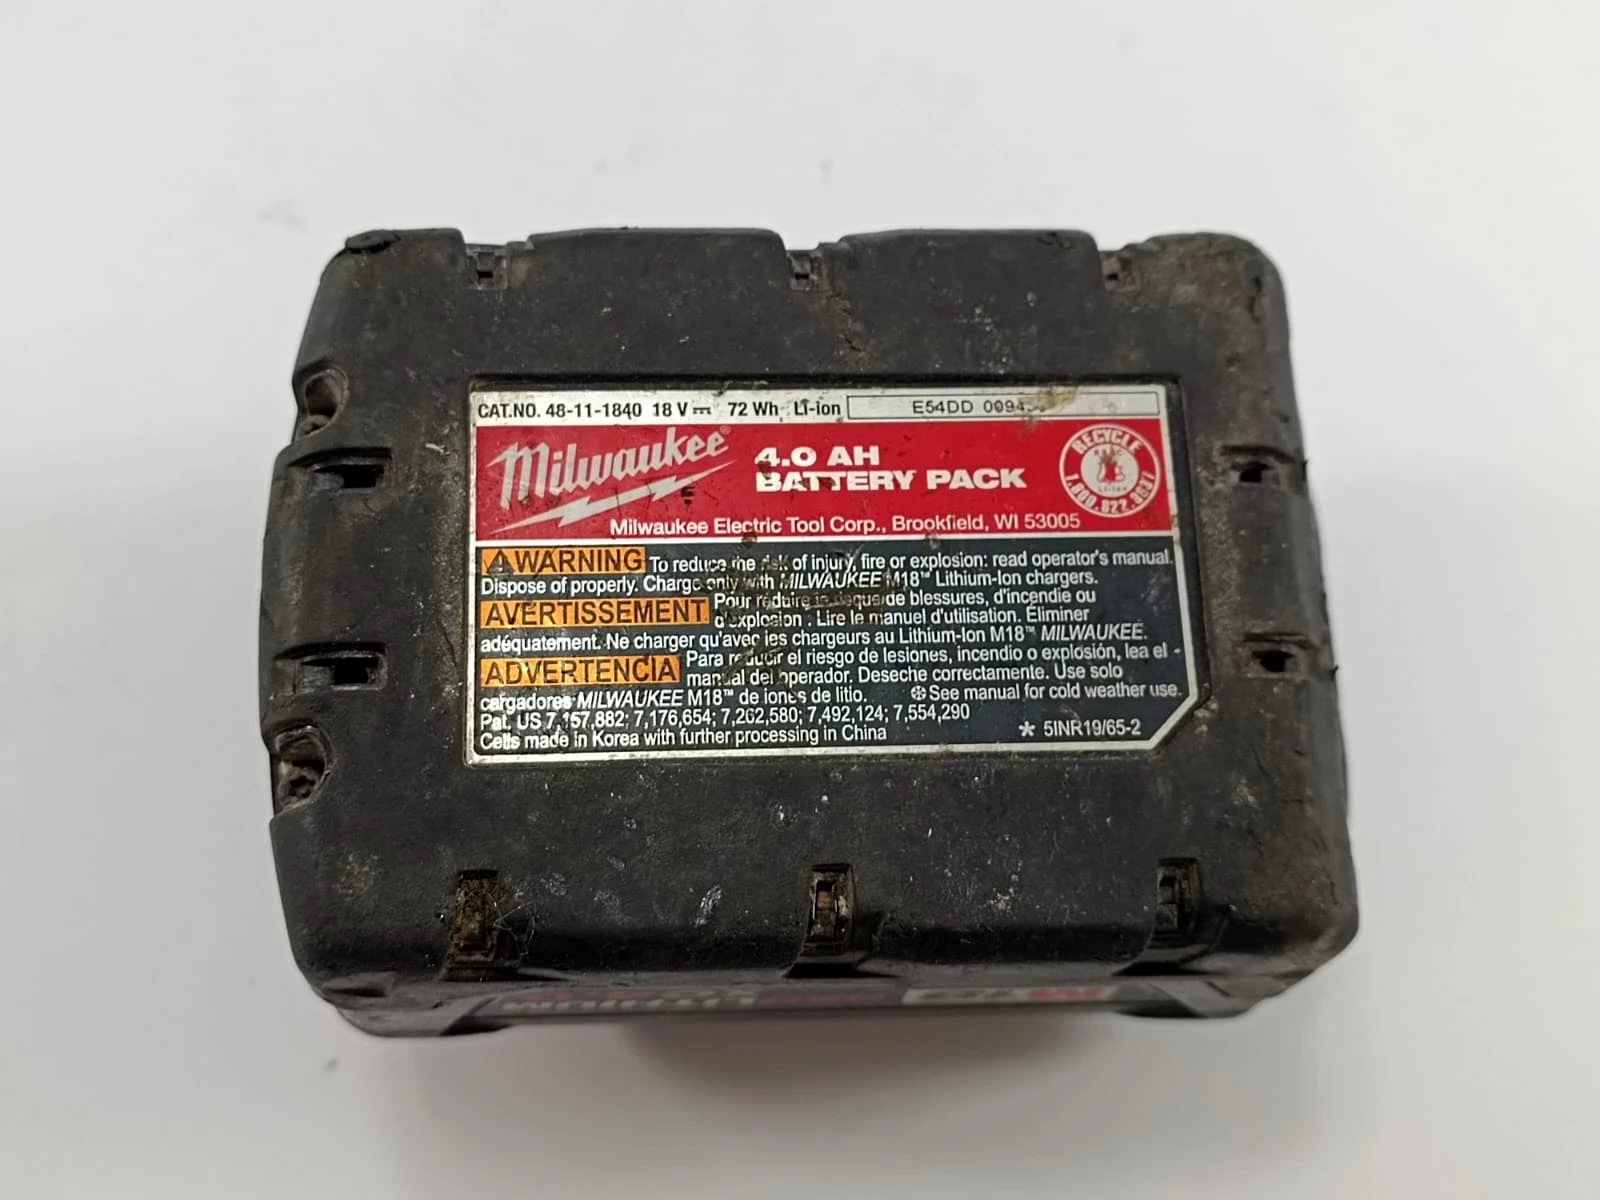 CAT.NO. 48-11-1840 18 V⎓ 72 Wh Li-ion E54DD
Milwaukee®
4.0 AH
BATTERY PACK
RECYCLE
Li-ion
1.800.822.8837
Milwaukee Electric Tool Corp., Brookfield, WI 53005
⚠WARNING To reduce the risk of injury, fire or explosion: read operator's manual.
Dispose of properly. Charge only with MILWAUKEE M18™ Lithium-Ion chargers.
AVERTISSEMENT Pour réduire le risque de blessures, d'incendie ou
d'explosion : Lire le manuel d'utilisation. Éliminer
adéquatement. Ne charger qu'avec les chargeurs au Lithium-Ion M18™ MILWAUKEE.
ADVERTENCIA Para reducir el riesgo de lesiones, incendio o explosión, lea el
manual del operador. Deseche correctamente. Use solo
cargadores MILWAUKEE M18™ de iones de litio. ❄See manual for cold weather use.
Pat. US 7,157,882; 7,176,654; 7,262,580; 7,492,124; 7,554,290
Cells made in Korea with further processing in China * 5INR19/65-2